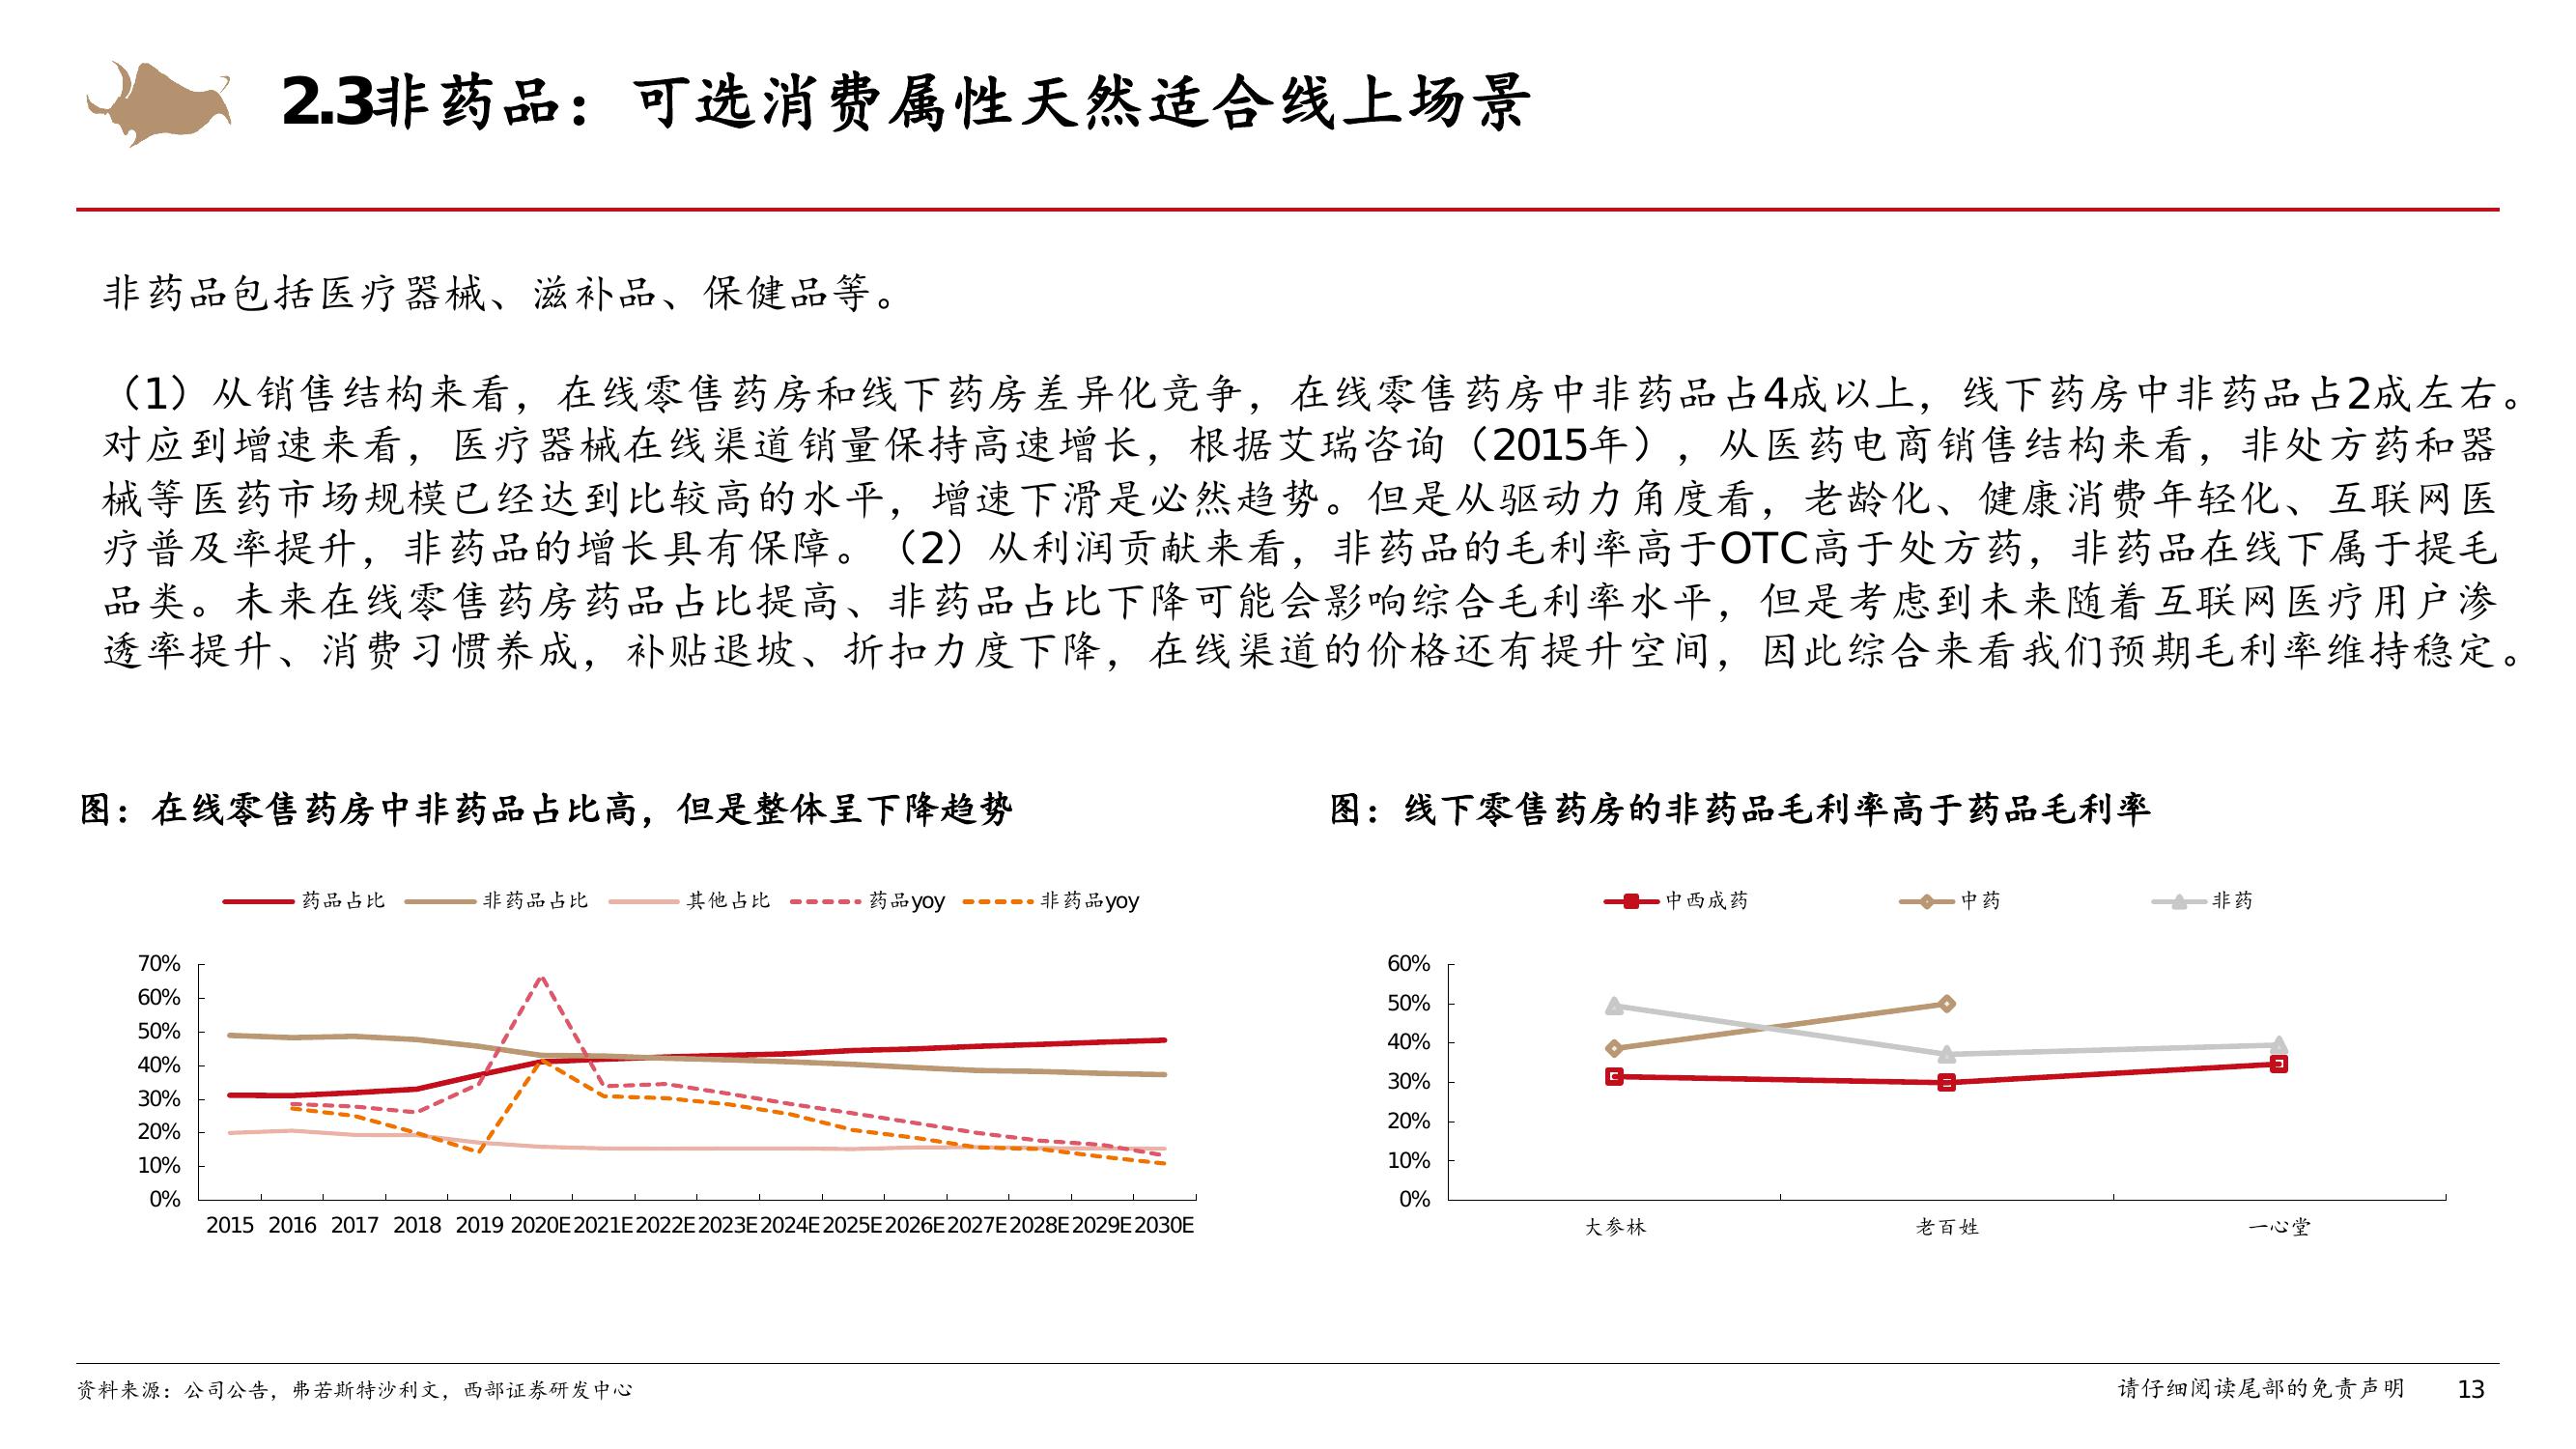 2.3非药品：可选消费属性天然适合线上场景
非药品包括医疗器械、滋补品、保健品等。
（1）从销售结构来看，在线零售药房和线下药房差异化竞争，在线零售药房中非药品占4成以上，线下药房中非药品占2成左右。
对应到增速来看，医疗器械在线渠道销量保持高速增长，根据艾瑞咨询（2015年），从医药电商销售结构来看，非处方药和器
械等医药市场规模已经达到比较高的水平，增速下滑是必然趋势。但是从驱动力角度看，老龄化、健康消费年轻化、互联网医
疗普及率提升，非药品的增长具有保障。（2）从利润贡献来看，非药品的毛利率高于OTC高于处方药，非药品在线下属于提毛
品类。未来在线零售药房药品占比提高、非药品占比下降可能会影响综合毛利率水平，但是考虑到未来随着互联网医疗用户渗
透率提升、消费习惯养成，补贴退坡、折扣力度下降，在线渠道的价格还有提升空间，因此综合来看我们预期毛利率维持稳定。
图：在线零售药房中非药品占比高，但是整体呈下降趋势
药品占比 非药品占比 其他占比 药品yoy 非药品yoy
70%
60%
50%
40%
30%
20%
10%
0%
2015 2016 2017 2018 2019 2020E 2021E 2022E 2023E 2024E 2025E 2026E 2027E 2028E 2029E 2030E
图：线下零售药房的非药品毛利率高于药品毛利率
中西成药 中药 非药
60%
50%
40%
30%
20%
10%
0%
大参林 老百姓 一心堂
资料来源：公司公告，弗若斯特沙利文，西部证券研发中心
请仔细阅读尾部的免责声明 13